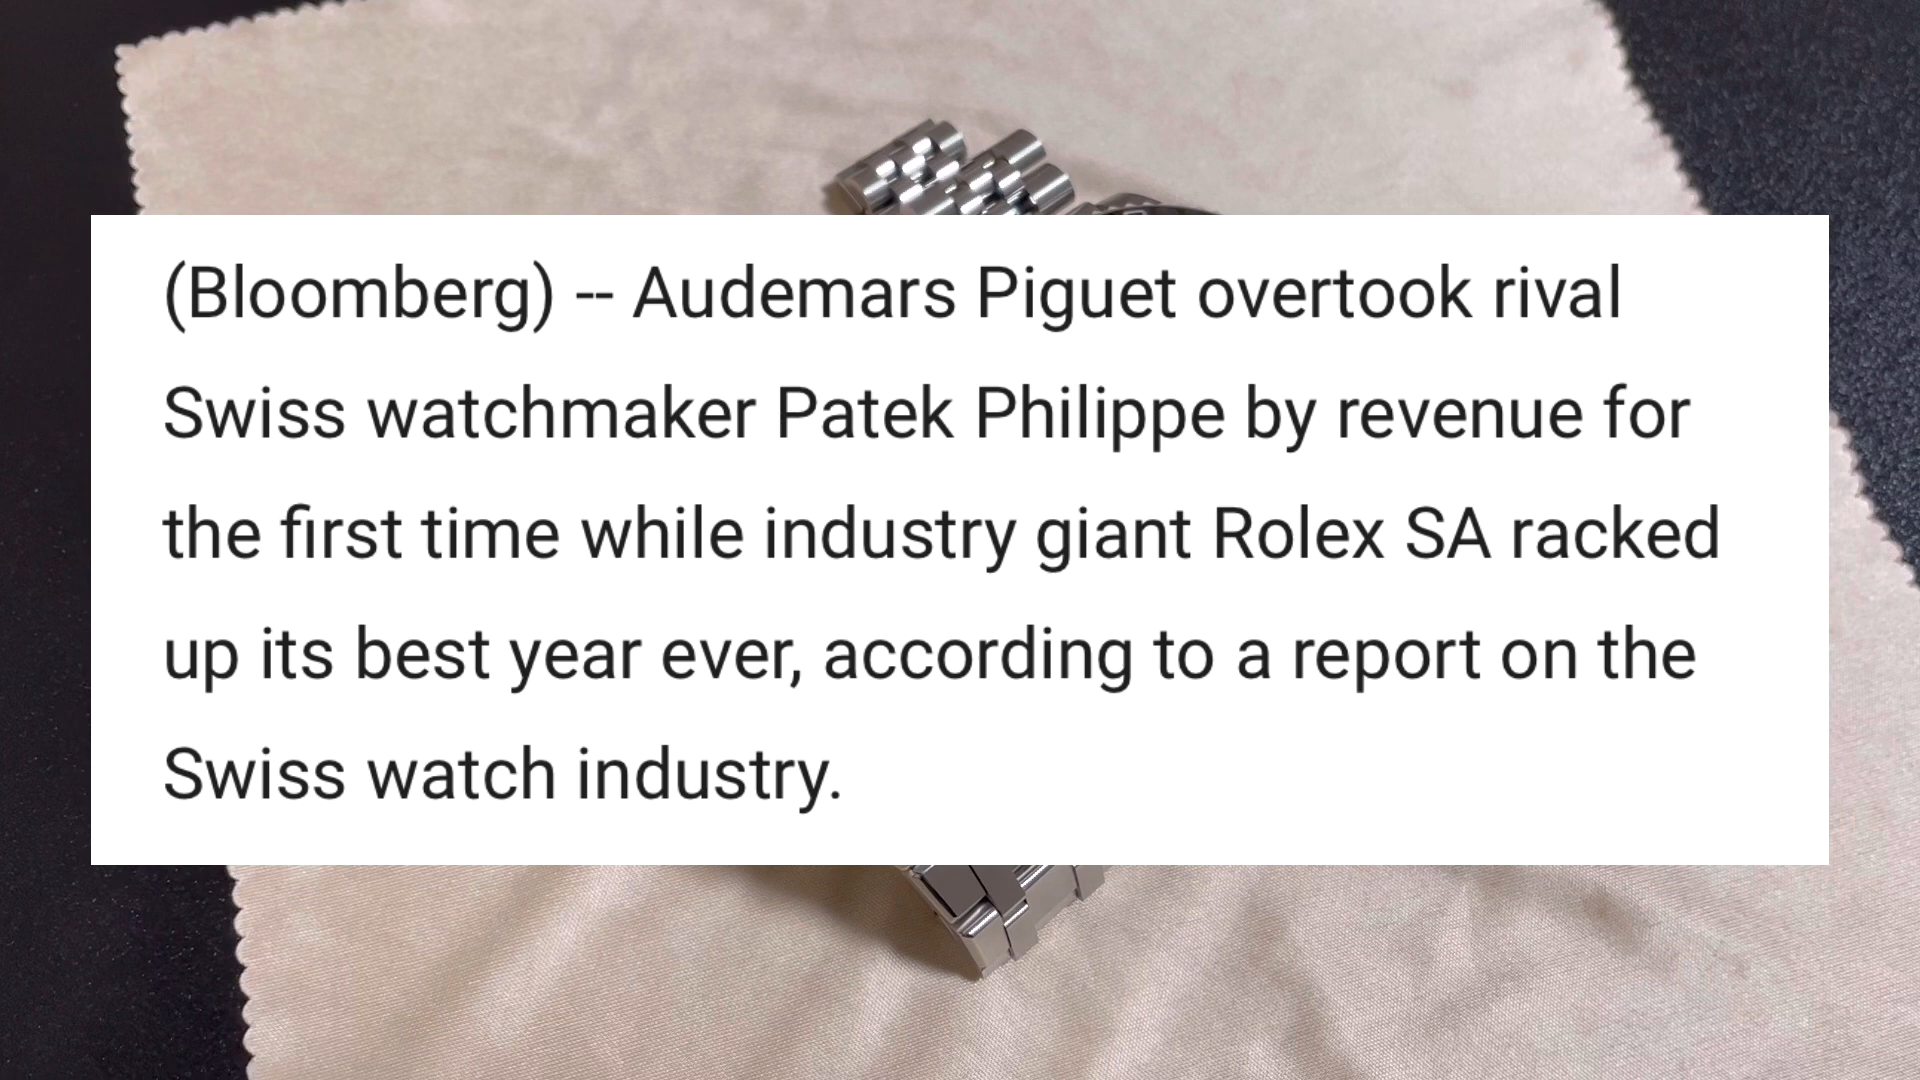 (Bloomberg) -- Audemars Piguet overtook rival
Swiss watchmaker Patek Philippe by revenue for
the first time while industry giant Rolex SA racked
up its best year ever, according to a report on the
Swiss watch industry.